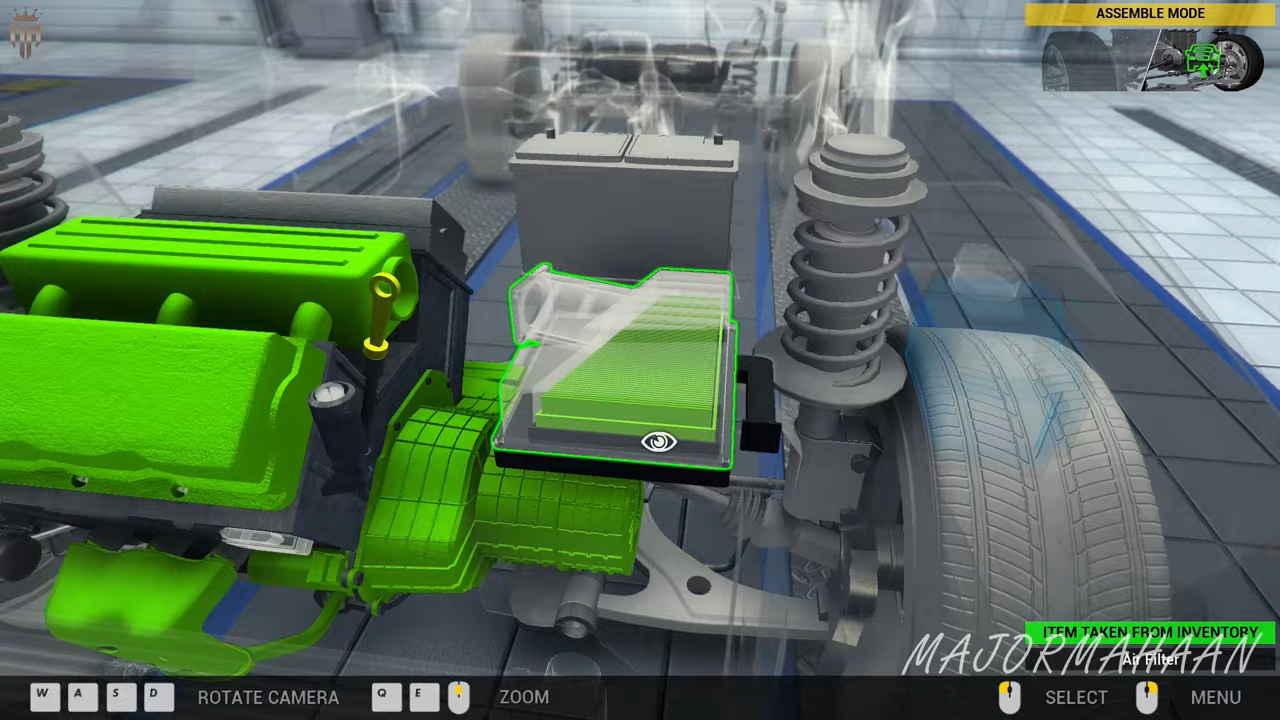 ASSEMBLE MODE
ITEM TAKEN FROM INVENTORY
Air Filter
MAJORMAHAAN
W A S D ROTATE CAMERA Q E ZOOM SELECT MENU